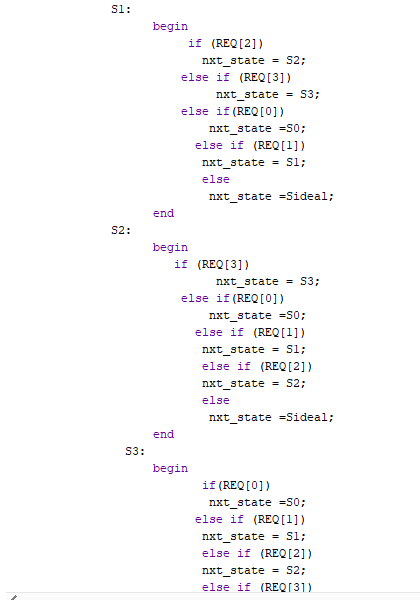 S1:
begin
if (REQ[2])
nxt_state = S2;
else if (REQ[3])
nxt_state = S3;
else if(REQ[0])
nxt_state =S0;
else if (REQ[1])
nxt_state = S1;
else
nxt_state =Sideal;
end
S2:
begin
if (REQ[3])
nxt_state = S3;
else if(REQ[0])
nxt_state =S0;
else if (REQ[1])
nxt_state = S1;
else if (REQ[2])
nxt_state = S2;
else
nxt_state =Sideal;
end
S3:
begin
if(REQ[0])
nxt_state =S0;
else if (REQ[1])
nxt_state = S1;
else if (REQ[2])
nxt_state = S2;
else if (REQ[3])